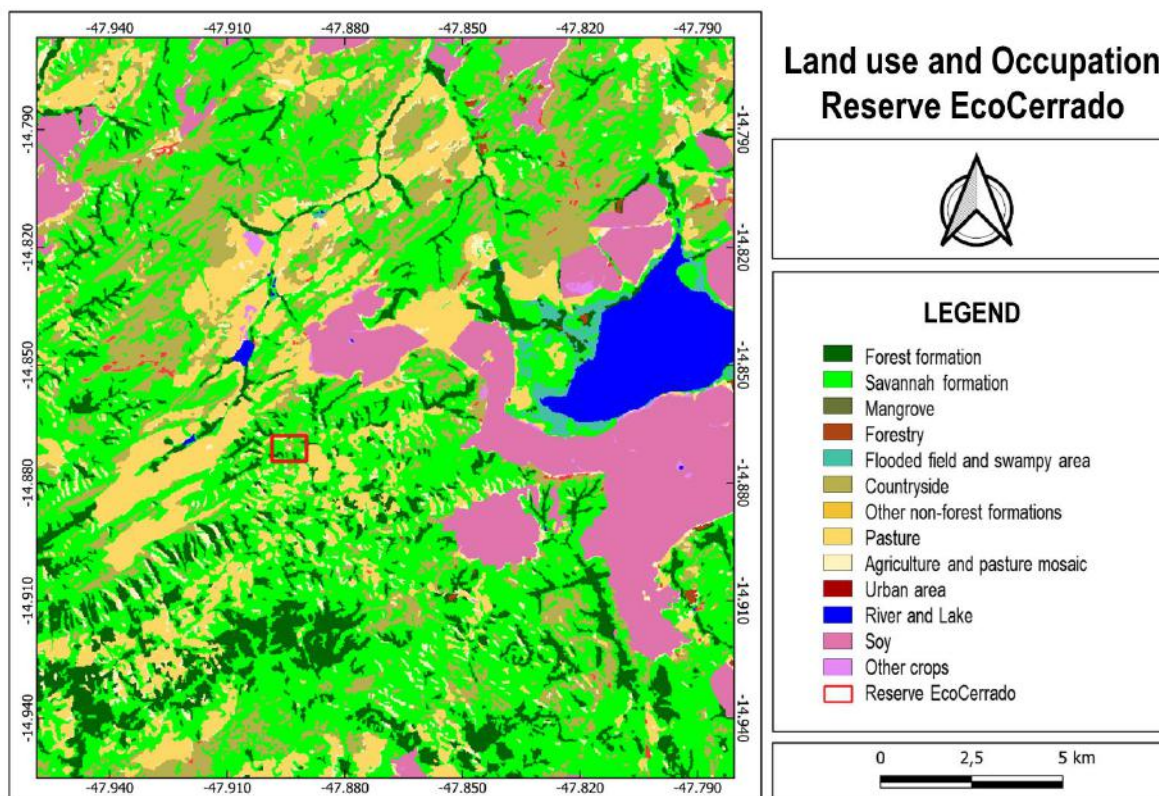 -47.940 -47.910 -47.880 -47.850 -47.820 -47.790
Land use and Occupation
Reserve EcoCerrado
-14.790 -14.790
-14.820 -14.820
-14.850 -14.850
-14.880 -14.880
-14.910 -14.910
-14.940 -14.940
-47.940 -47.910 -47.880 -47.850 -47.820 -47.790
LEGEND
Forest formation
Savannah formation
Mangrove
Forestry
Flooded field and swampy area
Countryside
Other non-forest formations
Pasture
Agriculture and pasture mosaic
Urban area
River and Lake
Soy
Other crops
Reserve EcoCerrado
0 2,5 5 km